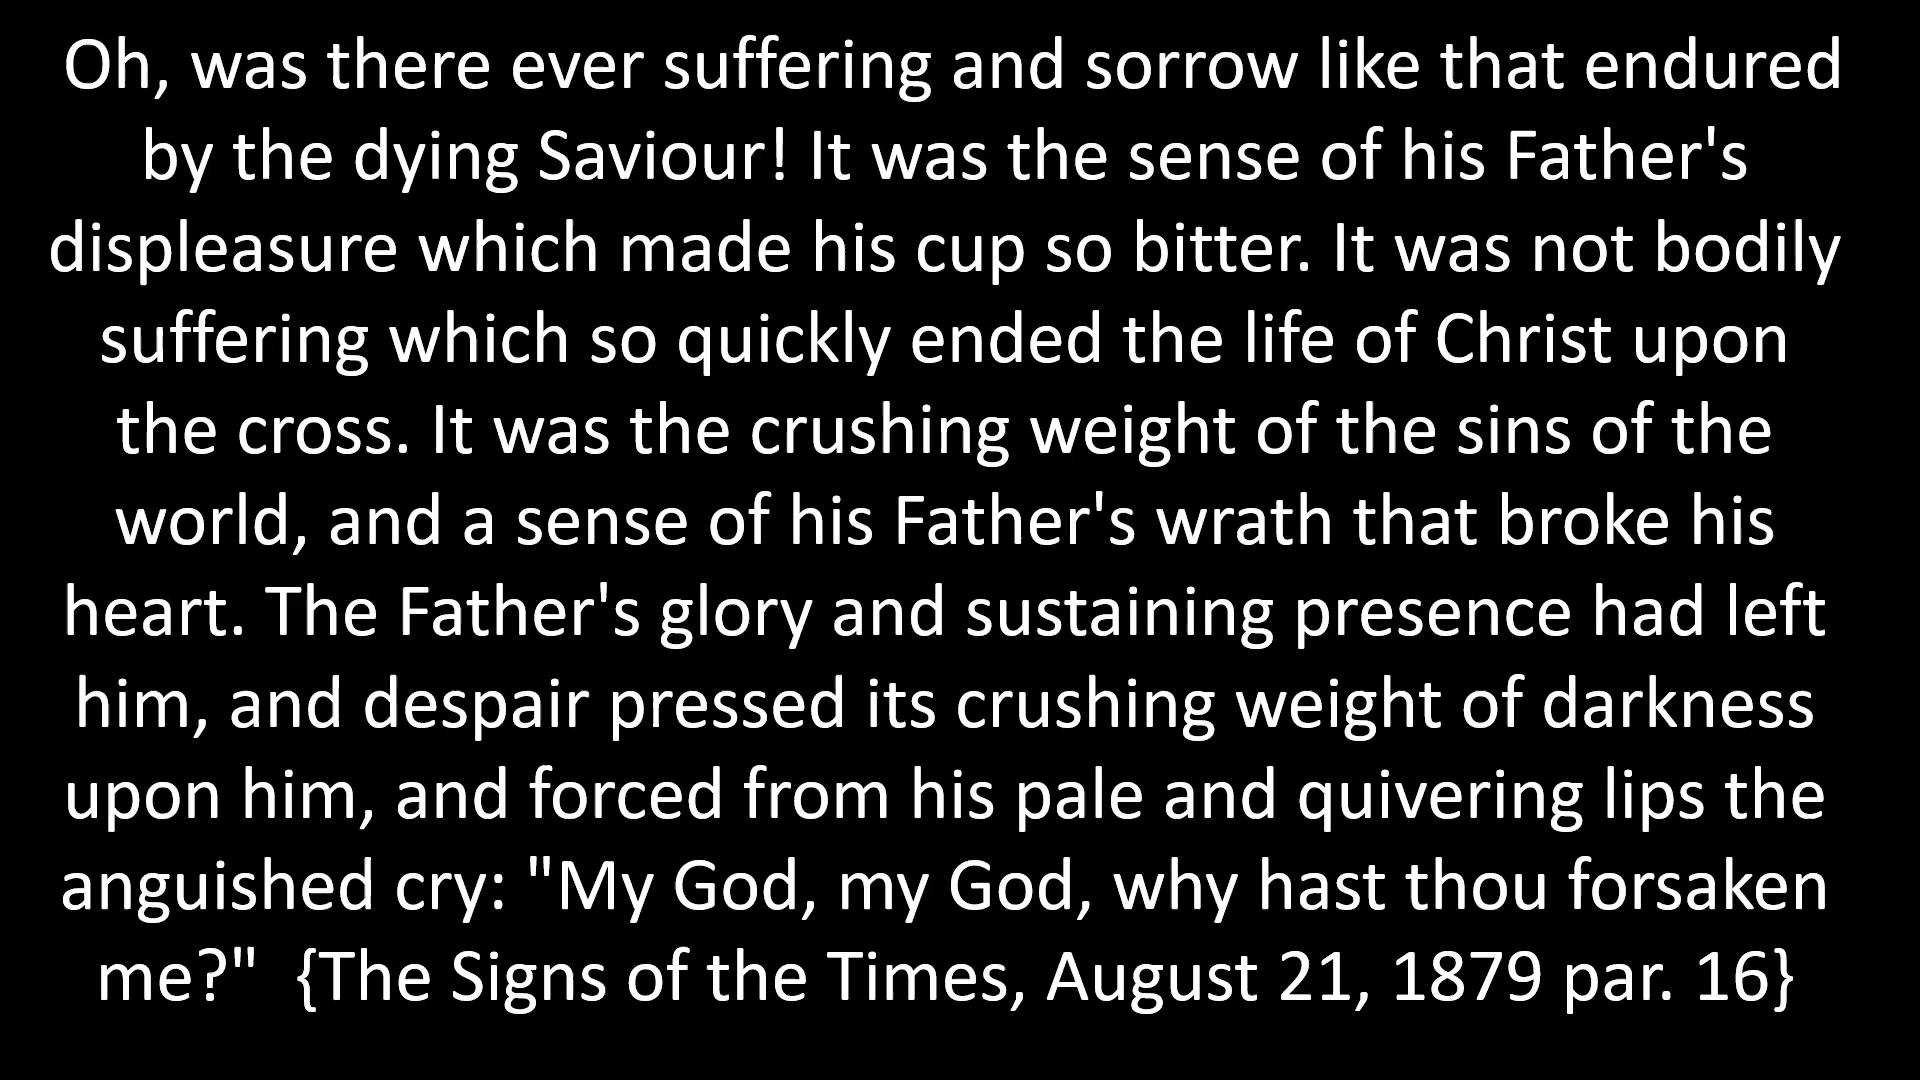 Oh, was there ever suffering and sorrow like that endured
by the dying Saviour! It was the sense of his Father's
displeasure which made his cup so bitter. It was not bodily
suffering which so quickly ended the life of Christ upon
the cross. It was the crushing weight of the sins of the
world, and a sense of his Father's wrath that broke his
heart. The Father's glory and sustaining presence had left
him, and despair pressed its crushing weight of darkness
upon him, and forced from his pale and quivering lips the
anguished cry: "My God, my God, why hast thou forsaken
me?"  {The Signs of the Times, August 21, 1879 par. 16}